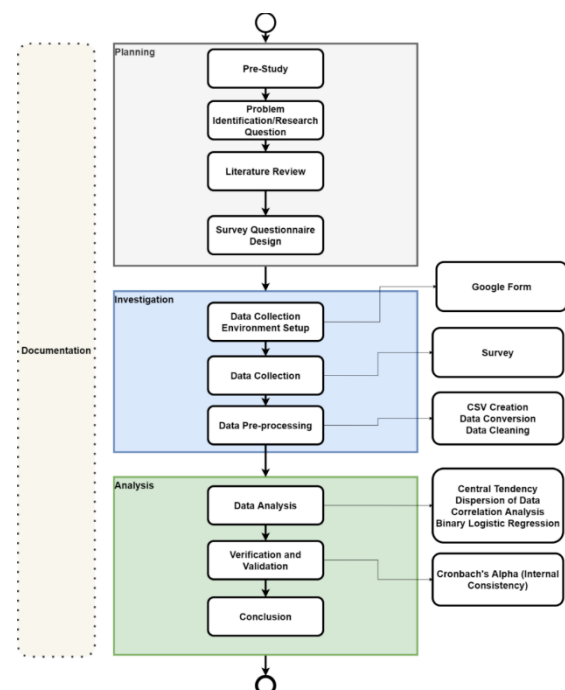 Planning
Pre-Study
Problem
Identification/Research
Question
Literature Review
Survey Questionnaire
Design
Documentation
Investigation
Data Collection
Environment Setup
Google Form
Data Collection
Survey
Data Pre-processing
CSV Creation
Data Conversion
Data Cleaning
Analysis
Data Analysis
Central Tendency
Dispersion of Data
Correlation Analysis
Binary Logistic Regression
Verification and
Validation
Cronbach's Alpha (Internal
Consistency)
Conclusion